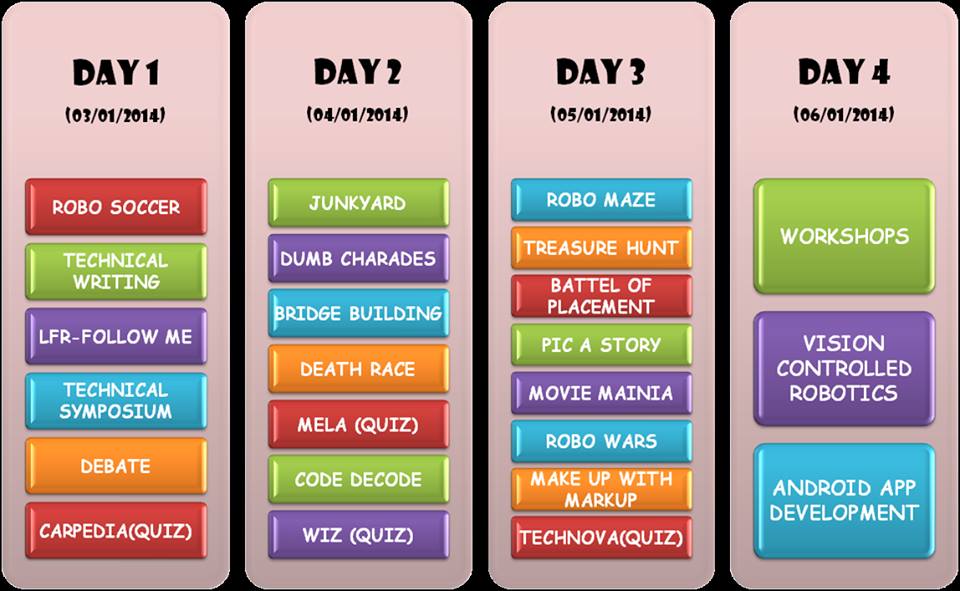 DAY 1
(03/01/2014)
ROBO SOCCER
TECHNICAL
WRITING
LFR-FOLLOW ME
TECHNICAL
SYMPOSIUM
DEBATE
CARPEDIA(QUIZ)
DAY 2
(04/01/2014)
JUNKYARD
DUMB CHARADES
BRIDGE BUILDING
DEATH RACE
MELA (QUIZ)
CODE DECODE
WIZ (QUIZ)
DAY 3
(05/01/2014)
ROBO MAZE
TREASURE HUNT
BATTEL OF
PLACEMENT
PIC A STORY
MOVIE MAINIA
ROBO WARS
MAKE UP WITH
MARKUP
TECHNOVA(QUIZ)
DAY 4
(06/01/2014)
WORKSHOPS
VISION
CONTROLLED
ROBOTICS
ANDROID APP
DEVELOPMENT